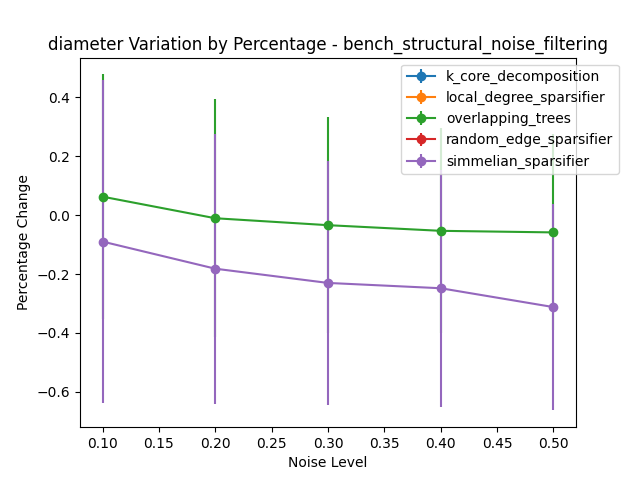 diameter Variation by Percentage - bench_structural_noise_filtering
k_core_decomposition
local_degree_sparsifier
overlapping_trees
random_edge_sparsifier
simmelian_sparsifier
Percentage Change
0.4
0.2
0.0
−0.2
−0.4
−0.6
0.10 0.15 0.20 0.25 0.30 0.35 0.40 0.45 0.50
Noise Level